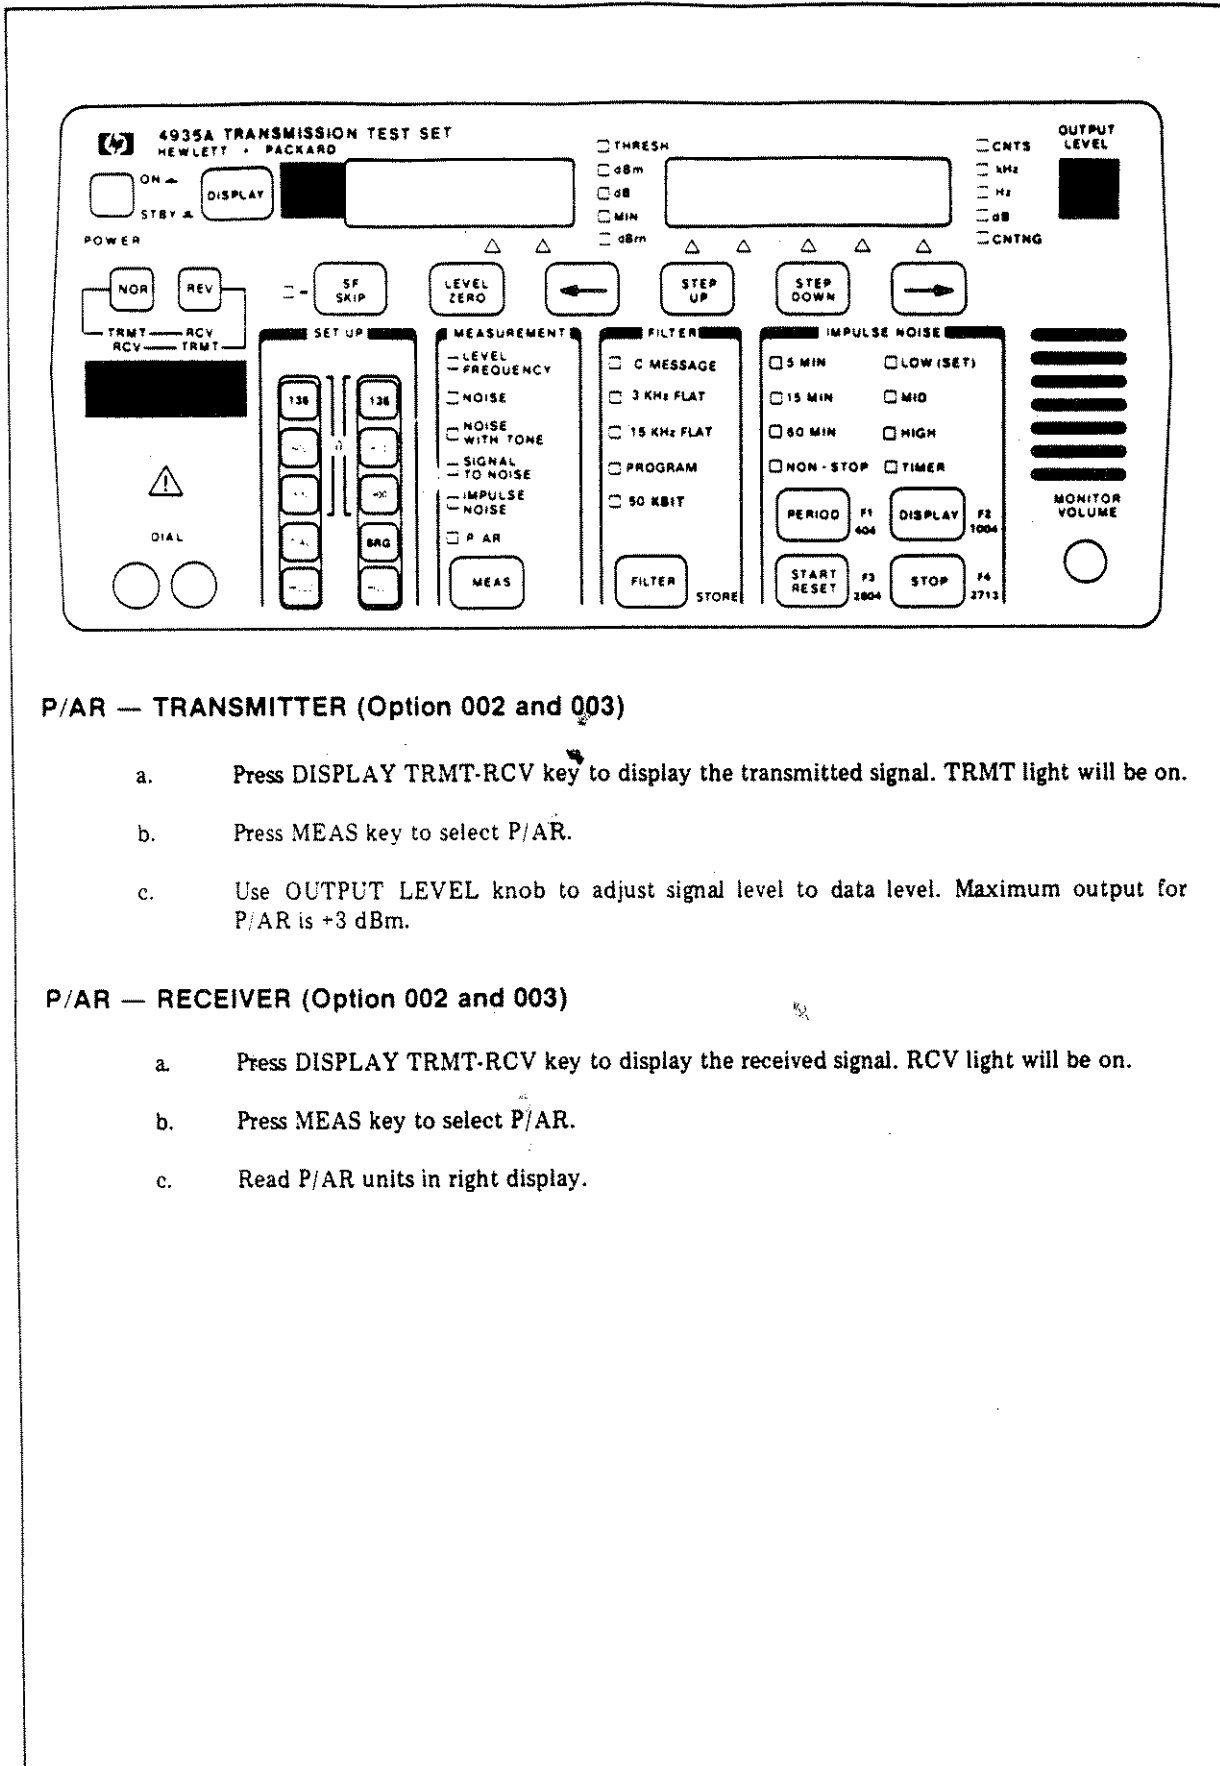 4935A TRANSMISSION TEST SET
HEWLETT · PACKARD
ON
STBY
POWER
DISPLAY
THRESH
dBm
dB
MIN
dBrn
CNTS
kHz
Hz
dB
CNTNG
OUTPUT
LEVEL
NOR
REV
TRMT RCV
RCV TRMT
SF
SKIP
LEVEL
ZERO
STEP
UP
STEP
DOWN
SET UP
135
135
BRG
MEASUREMENT
LEVEL
FREQUENCY
NOISE
NOISE
WITH TONE
SIGNAL
TO NOISE
IMPULSE
NOISE
P AR
MEAS
FILTER
C MESSAGE
3 KHz FLAT
15 KHz FLAT
PROGRAM
50 KBIT
FILTER
STORE
IMPULSE NOISE
5 MIN
LOW (SET)
15 MIN
MID
60 MIN
HIGH
NON - STOP
TIMER
PERIOD
F1
404
DISPLAY
F2
1004
START
RESET
F3
2804
STOP
F4
2713
MONITOR
VOLUME
DIAL
P/AR — TRANSMITTER (Option 002 and 003)
a. Press DISPLAY TRMT-RCV key to display the transmitted signal. TRMT light will be on.
b. Press MEAS key to select P/AR.
c. Use OUTPUT LEVEL knob to adjust signal level to data level. Maximum output for
P/AR is +3 dBm.
P/AR — RECEIVER (Option 002 and 003)
a. Press DISPLAY TRMT-RCV key to display the received signal. RCV light will be on.
b. Press MEAS key to select P/AR.
c. Read P/AR units in right display.